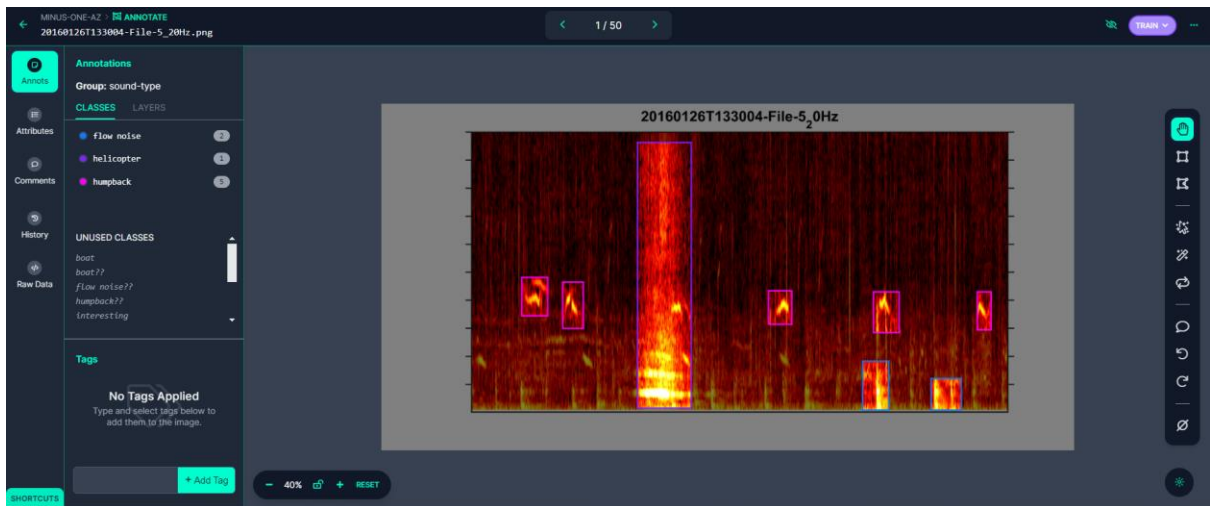 MINUS-ONE-AZ > ANNOTATE
20160126T133004-File-5_20Hz.png
1 / 50
TRAIN
Annots
Attributes
Comments
History
Raw Data
SHORTCUTS
Annotations
Group: sound-type
CLASSES LAYERS
flow noise 2
helicopter 1
humpback 5
UNUSED CLASSES
boat
boat??
flow noise??
humpback??
interesting
Tags
No Tags Applied
Type and select tags below to
add them to the image.
+ Add Tag
20160126T133004-File-5₂0Hz
− 40% + RESET